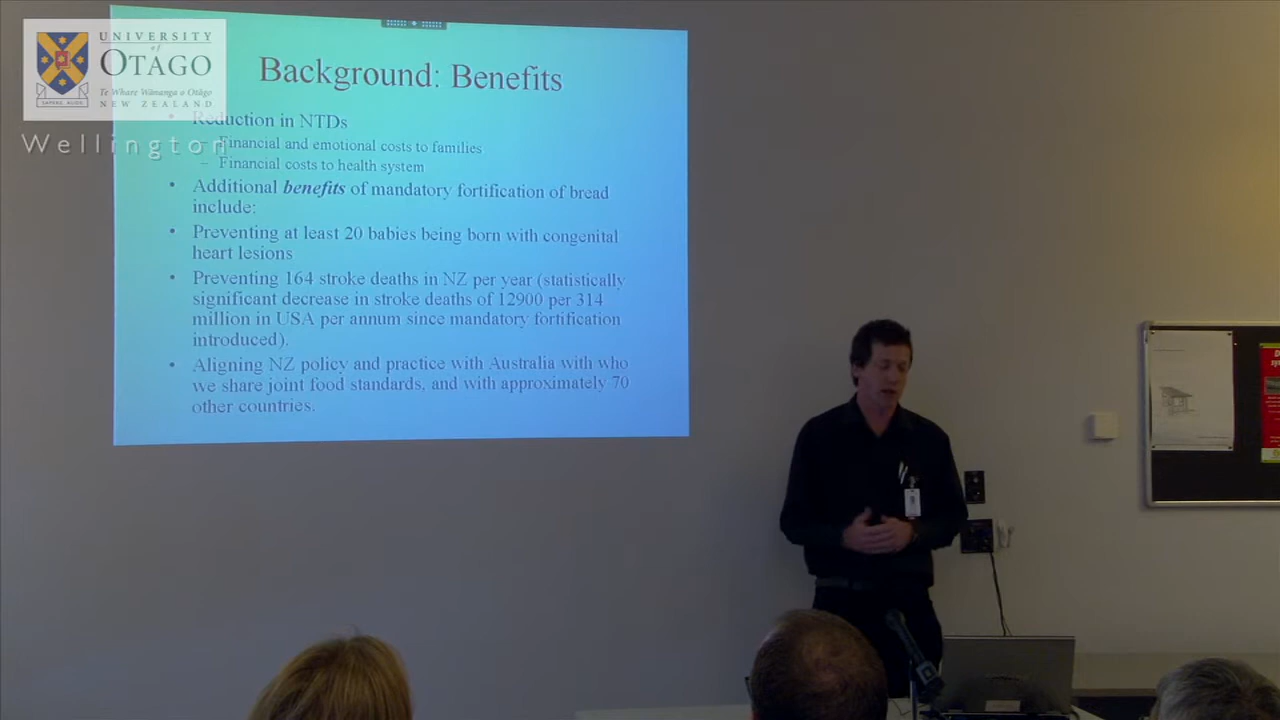 UNIVERSITY
of
OTAGO
Te Whare Wānanga o Otāgo
NEW ZEALAND
SAPERE AUDE
Wellington
Background: Benefits
• Reduction in NTDs
– Financial and emotional costs to families
– Financial costs to health system
• Additional benefits of mandatory fortification of bread
include:
• Preventing at least 20 babies being born with congenital
heart lesions
• Preventing 164 stroke deaths in NZ per year (statistically
significant decrease in stroke deaths of 12900 per 314
million in USA per annum since mandatory fortification
introduced).
• Aligning NZ policy and practice with Australia with who
we share joint food standards, and with approximately 70
other countries.